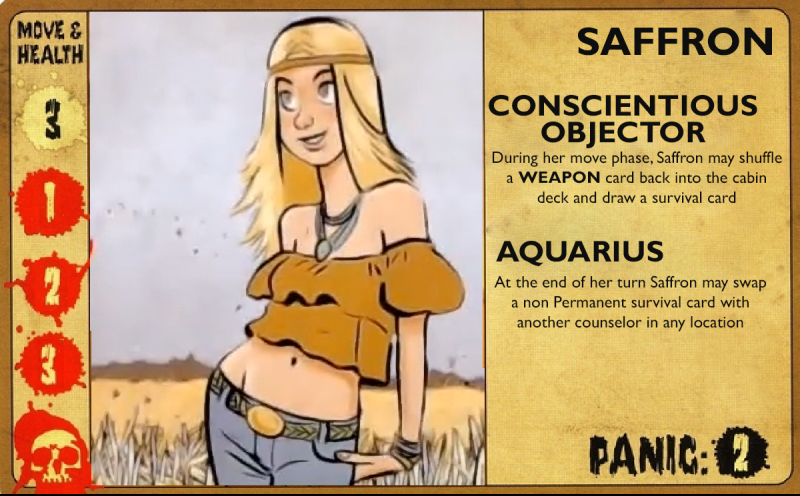 MOVE &
HEALTH
3
1
2
3
SAFFRON
CONSCIENTIOUS
OBJECTOR
During her move phase, Saffron may shuffle
a WEAPON card back into the cabin
deck and draw a survival card
AQUARIUS
At the end of her turn Saffron may swap
a non Permanent survival card with
another counselor in any location
PANIC: 2